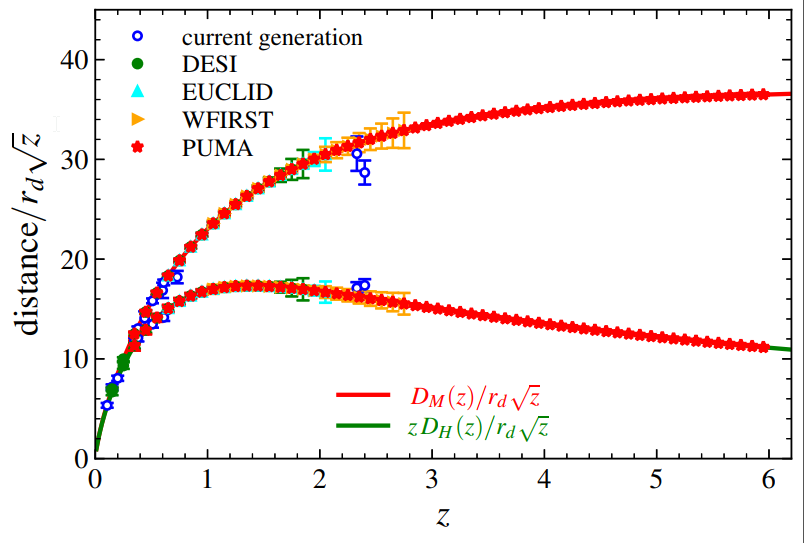 distance/r_d√z
40
30
20
10
0
current generation
DESI
EUCLID
WFIRST
PUMA
D_M(z)/r_d√z
z D_H(z)/r_d√z
0 1 2 3 4 5 6
z